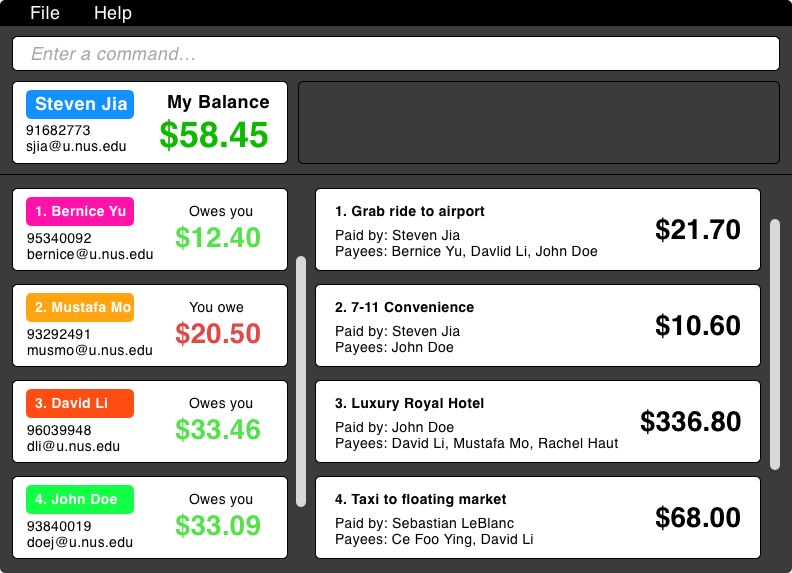 File Help
Enter a command...
Steven Jia
91682773
sjia@u.nus.edu
My Balance
$58.45
1. Bernice Yu
95340092
bernice@u.nus.edu
Owes you
$12.40
2. Mustafa Mo
93292491
musmo@u.nus.edu
You owe
$20.50
3. David Li
96039948
dli@u.nus.edu
Owes you
$33.46
4. John Doe
93840019
doej@u.nus.edu
Owes you
$33.09
1. Grab ride to airport
Paid by: Steven Jia
Payees: Bernice Yu, Davlid Li, John Doe
$21.70
2. 7-11 Convenience
Paid by: Steven Jia
Payees: John Doe
$10.60
3. Luxury Royal Hotel
Paid by: John Doe
Payees: David Li, Mustafa Mo, Rachel Haut
$336.80
4. Taxi to floating market
Paid by: Sebastian LeBlanc
Payees: Ce Foo Ying, David Li
$68.00